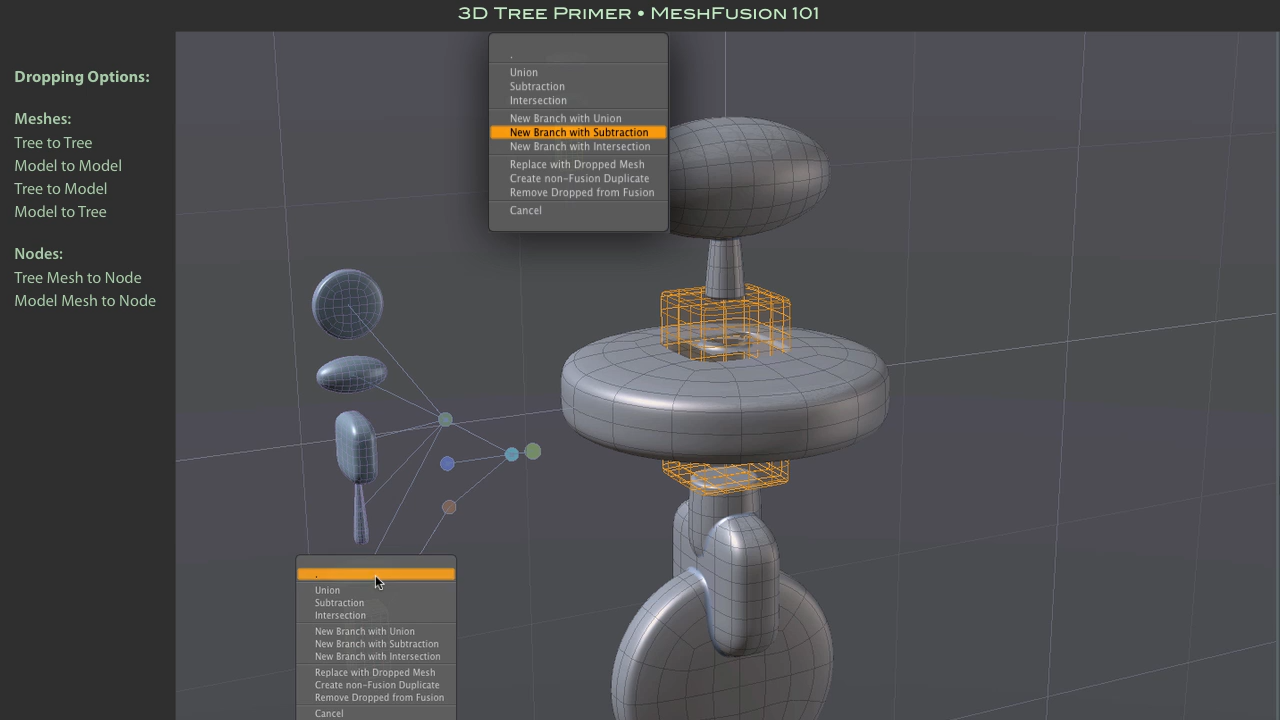 3D Tree Primer • MeshFusion 101
Dropping Options:
Meshes:
Tree to Tree
Model to Model
Tree to Model
Model to Tree
Nodes:
Tree Mesh to Node
Model Mesh to Node
.
Union
Subtraction
Intersection
New Branch with Union
New Branch with Subtraction
New Branch with Intersection
Replace with Dropped Mesh
Create non-Fusion Duplicate
Remove Dropped from Fusion
Cancel
.
Union
Subtraction
Intersection
New Branch with Union
New Branch with Subtraction
New Branch with Intersection
Replace with Dropped Mesh
Create non-Fusion Duplicate
Remove Dropped from Fusion
Cancel